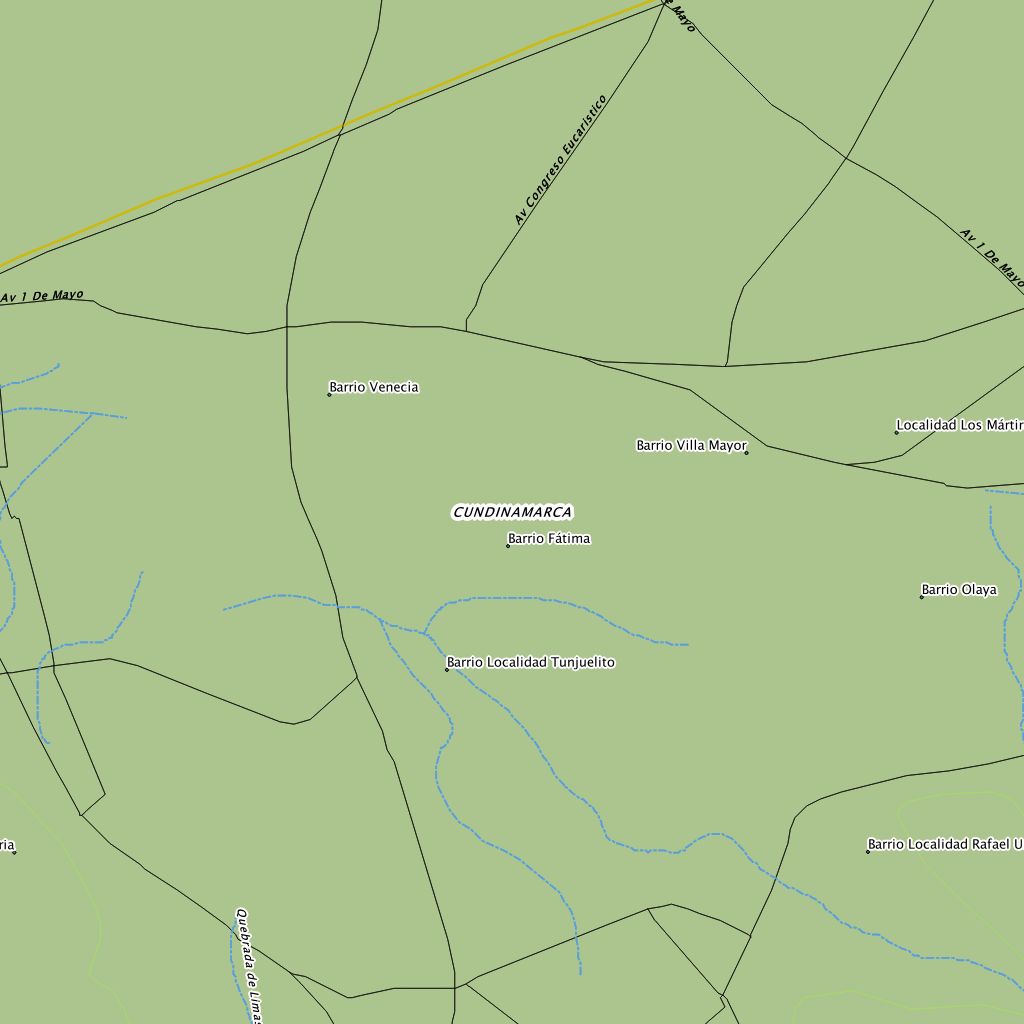 De Mayo
Av Congreso Eucarístico
Av 1 De Mayo
Av 1 De Mayo
Barrio Venecia
Localidad Los Mártir
Barrio Villa Mayor
CUNDINAMARCA
Barrio Fátima
Barrio Olaya
Barrio Localidad Tunjuelito
ria
Barrio Localidad Rafael U
Quebrada de Limas